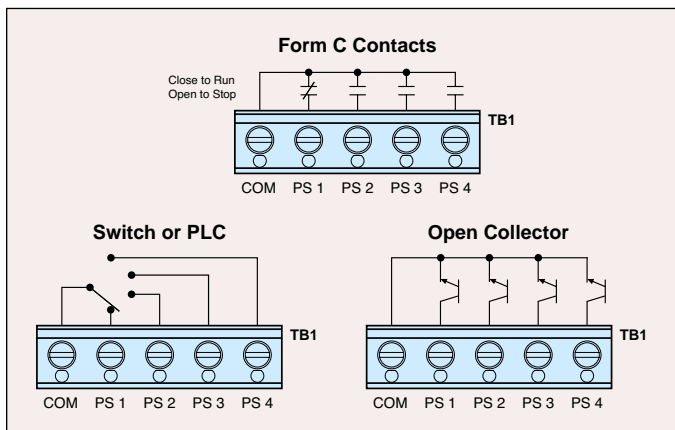 Form C Contacts
Close to Run
Open to Stop
TB1
COM PS 1 PS 2 PS 3 PS 4
Switch or PLC
TB1
COM PS 1 PS 2 PS 3 PS 4
Open Collector
TB1
COM PS 1 PS 2 PS 3 PS 4